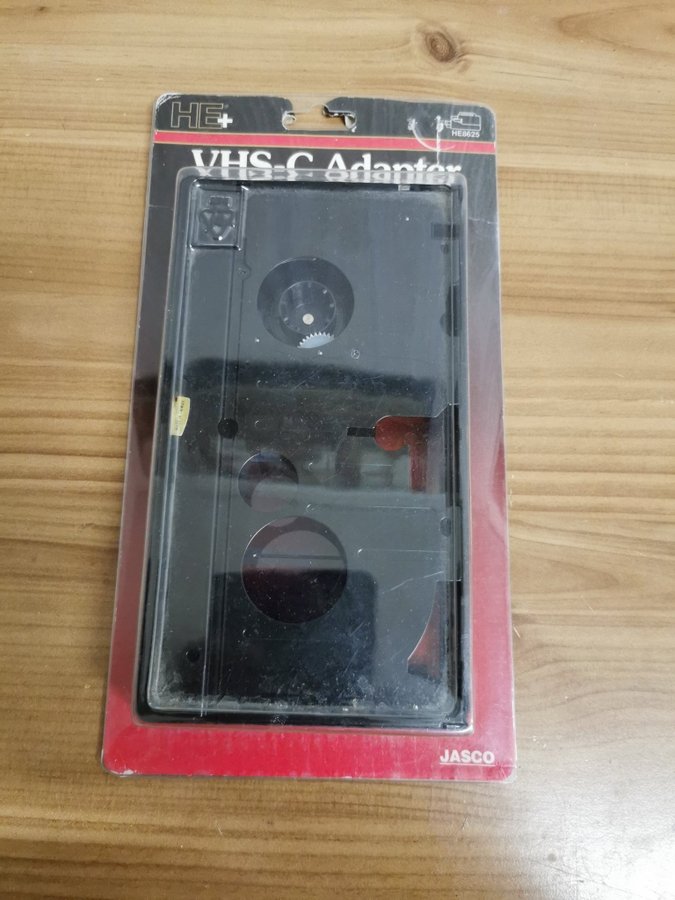 HE+
HE8625
VHS-C Adapter
JASCO